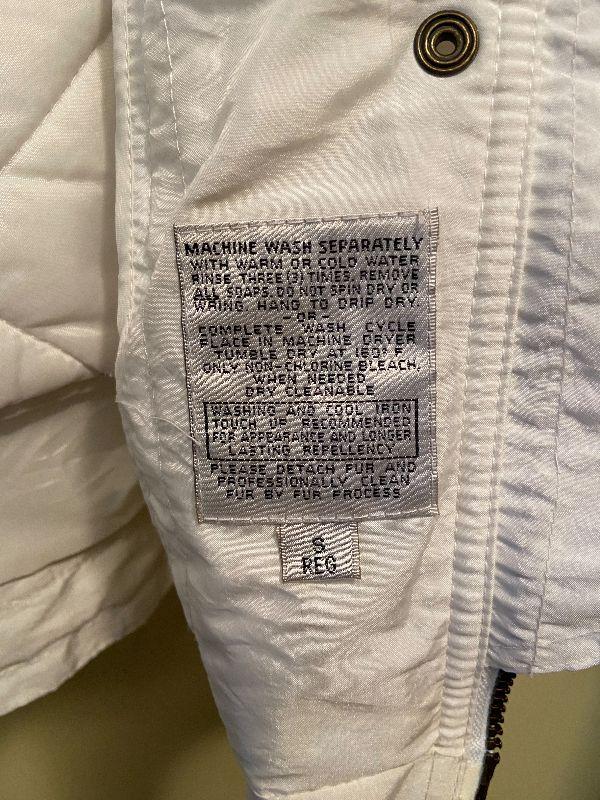 MACHINE WASH SEPARATELY
WITH WARM OR COLD WATER
RINSE THREE (3) TIMES. REMOVE
ALL SOAPS. DO NOT SPIN DRY OR
WRING. HANG TO DRIP DRY.
- OR -
COMPLETE WASH CYCLE
PLACE IN MACHINE DRYER
TUMBLE DRY AT 160° F
ONLY NON-CHLORINE BLEACH.
WHEN NEEDED
DRY CLEANABLE
WASHING AND COOL IRON
TOUCH UP RECOMMENDED
FOR APPEARANCE AND LONGER
LASTING REPELLENCY
PLEASE DETACH FUR AND
PROFESSIONALLY CLEAN
FUR BY FUR PROCESS
S
REG